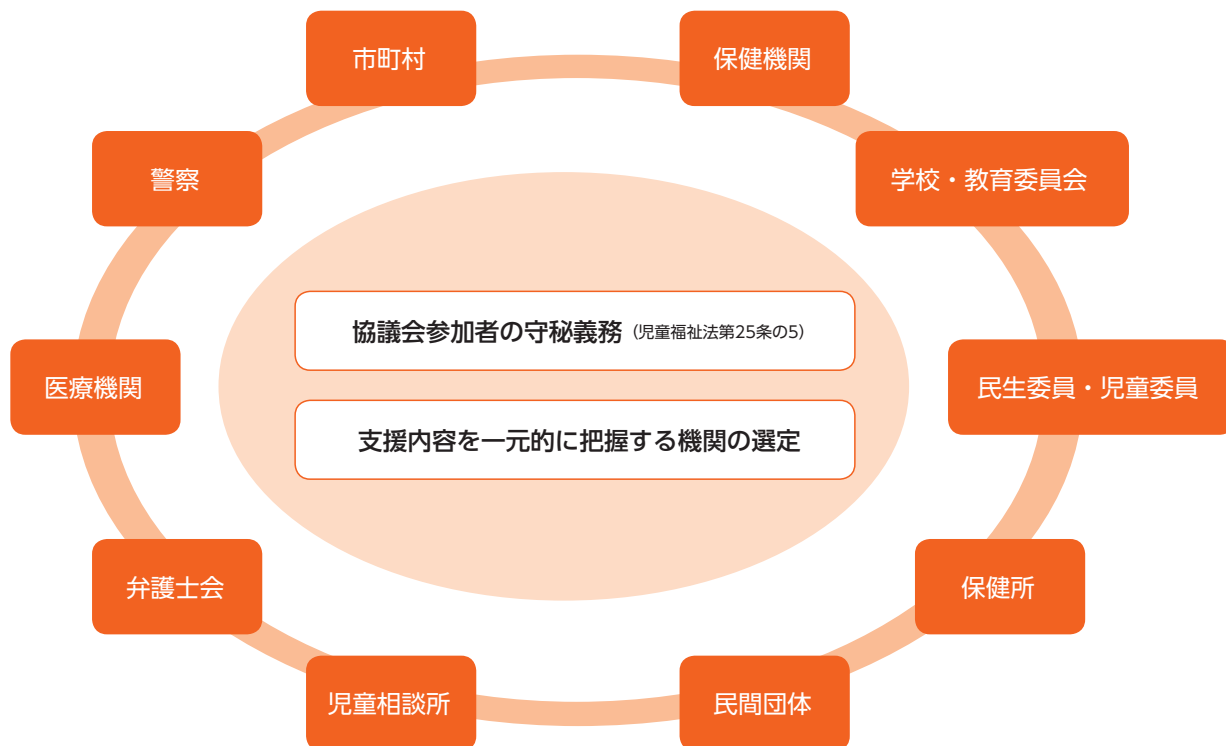 市町村
保健機関
警察
学校・教育委員会
協議会参加者の守秘義務 (児童福祉法第25条の5)
医療機関
民生委員・児童委員
支援内容を一元的に把握する機関の選定
弁護士会
保健所
児童相談所
民間団体